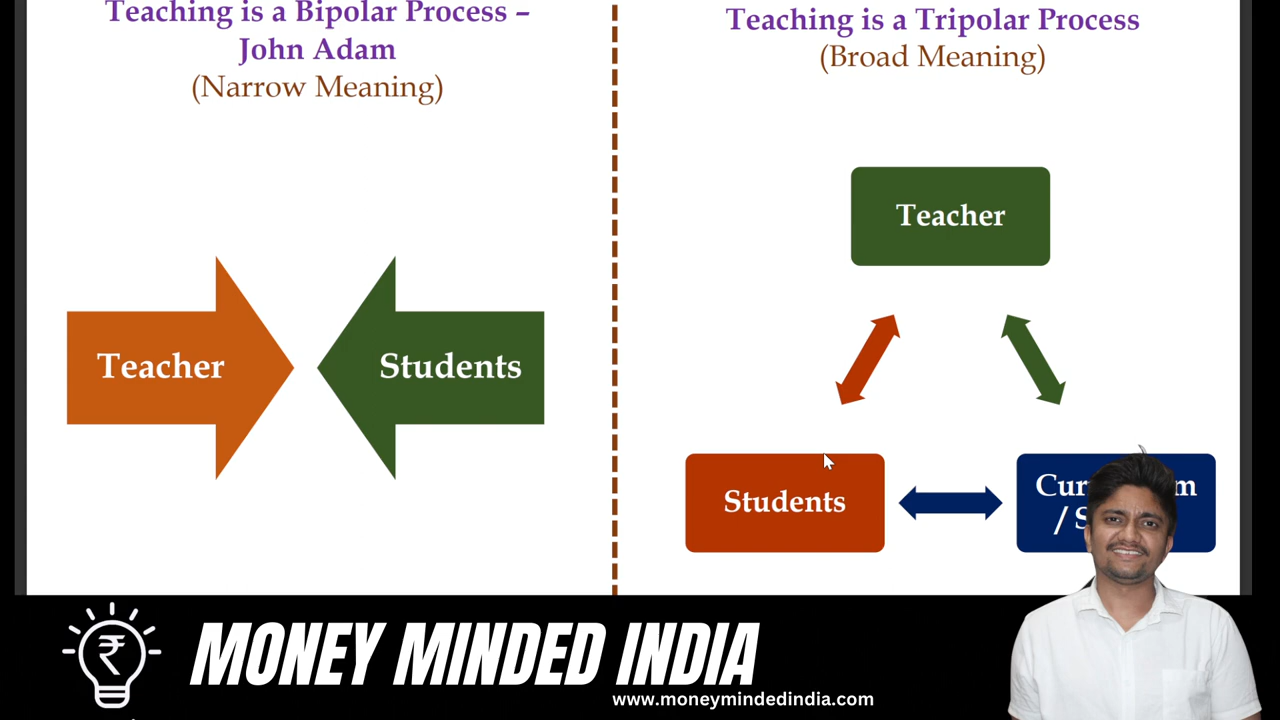 Teaching is a Bipolar Process –
John Adam
(Narrow Meaning)
Teacher
Students
Teaching is a Tripolar Process
(Broad Meaning)
Teacher
Students
/
MONEY MINDED INDIA
www.moneymindedindia.com